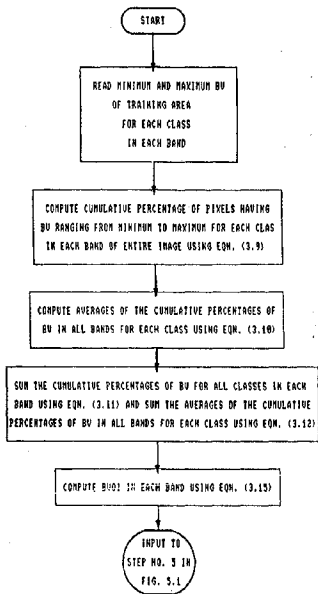 START
READ MINIMUM AND MAXIMUM BV
OF TRAINING AREA
FOR EACH CLASS
IN EACH BAND
COMPUTE CUMULATIVE PERCENTAGE OF PIXELS HAVING
BV RANGING FROM MINIMUM TO MAXIMUM FOR EACH CLAS
IN EACH BAND OF ENTIRE IMAGE USING EQN. (3.9)
COMPUTE AVERAGES OF THE CUMULATIVE PERCENTAGES OF
BV IN ALL BANDS FOR EACH CLASS USING EQN. (3.10)
SUM THE CUMULATIVE PERCENTAGES OF BV FOR ALL CLASSES IN EACH
BAND USING EQN. (3.11) AND SUM THE AVERAGES OF THE CUMULATIVE
PERCENTAGES OF BV IN ALL BANDS FOR EACH CLASS USING EQN. (3.12)
COMPUTE BVOI IN EACH BAND USING EQN. (3.15)
INPUT TO
STEP NO. 5 IN
FIG. 5.1